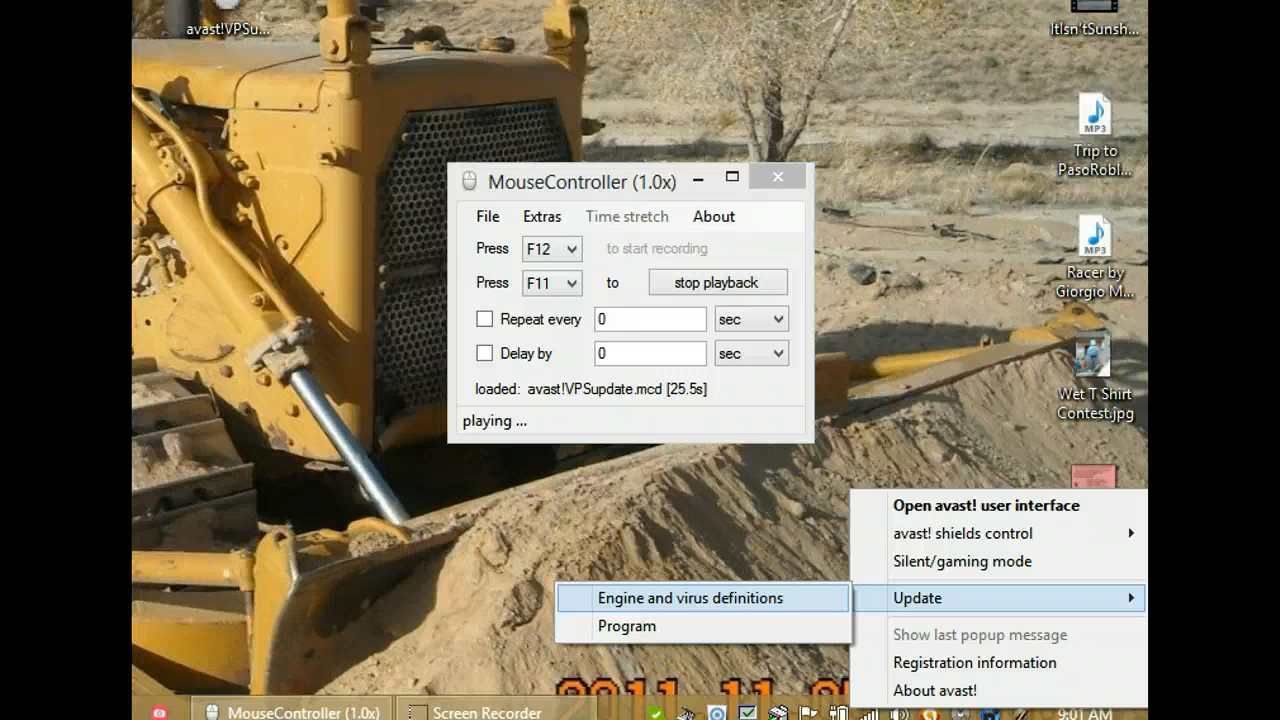 avast!VPSu...
ItIsn'tSunsh...
MP3
Trip to
PasoRobl...
MP3
Racer by
Giorgio M...
Wet T Shirt
Contest.jpg
MouseController (1.0x)
File Extras Time stretch About
Press F12 to start recording
Press F11 to stop playback
Repeat every 0 sec
Delay by 0 sec
loaded: avast!VPSupdate.mcd [25.5s]
playing ...
Open avast! user interface
avast! shields control
Silent/gaming mode
Update
Engine and virus definitions
Program
Show last popup message
Registration information
About avast!
MouseController (1.0x) Screen Recorder 9:01 AM